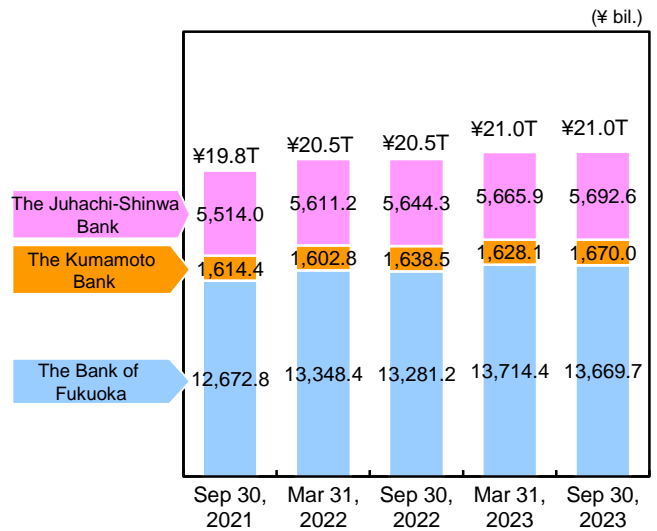 (¥ bil.)
¥19.8T
¥20.5T
¥20.5T
¥21.0T
¥21.0T
The Juhachi-Shinwa
Bank
5,514.0
5,611.2
5,644.3
5,665.9
5,692.6
The Kumamoto
Bank
1,614.4
1,602.8
1,638.5
1,628.1
1,670.0
The Bank of
Fukuoka
12,672.8
13,348.4
13,281.2
13,714.4
13,669.7
Sep 30,
2021
Mar 31,
2022
Sep 30,
2022
Mar 31,
2023
Sep 30,
2023